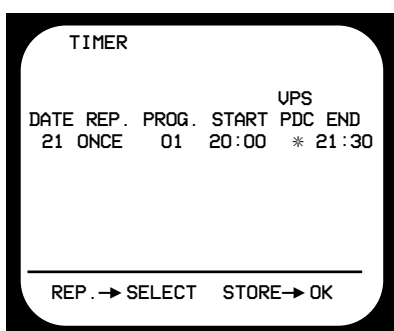 TIMER
VPS
DATE REP. PROG. START PDC END
21 ONCE 01 20:00 * 21:30
REP.→SELECT STORE→OK